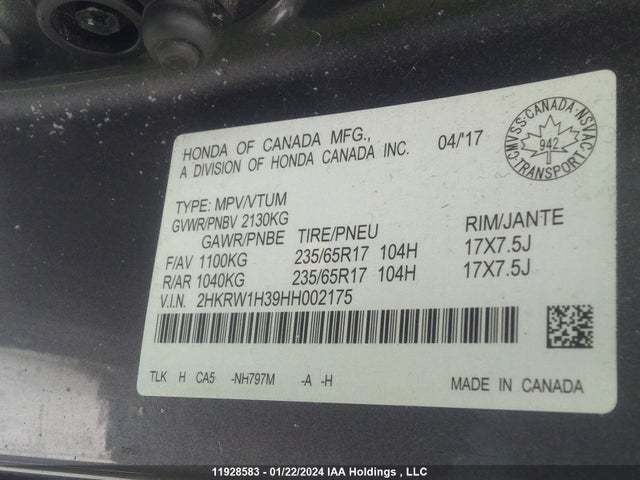 HONDA OF CANADA MFG.,
A DIVISION OF HONDA CANADA INC.
04/'17
CMVSS·CANADA·NSVAC
942
TRANSPORT
TYPE: MPV/VTUM
GVWR/PNBV 2130KG
GAWR/PNBE TIRE/PNEU RIM/JANTE
F/AV 1100KG 235/65R17 104H 17X7.5J
R/AR 1040KG 235/65R17 104H 17X7.5J
V.I.N. 2HKRW1H39HH002175
TLK H CA5 -NH797M -A -H
MADE IN CANADA
11928583 - 01/22/2024 IAA Holdings , LLC